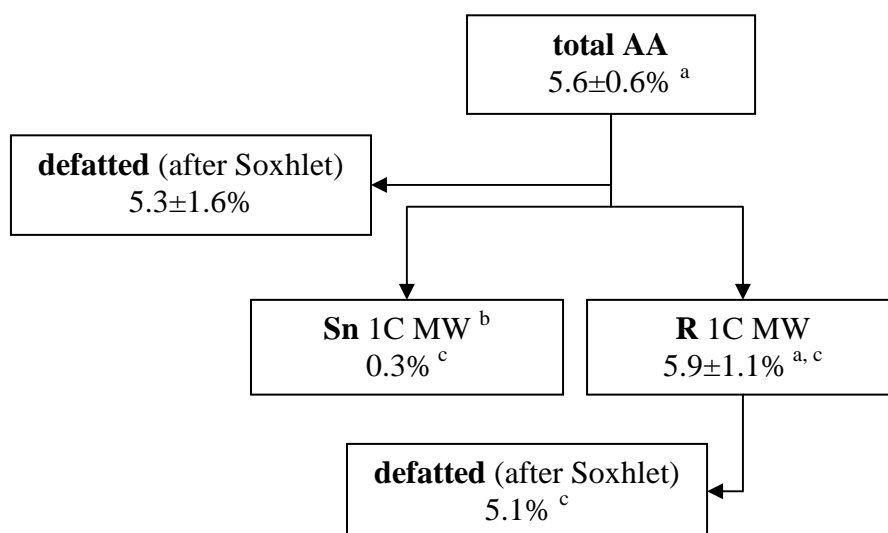 total AA
5.6±0.6% a
defatted (after Soxhlet)
5.3±1.6%
Sn 1C MW b
0.3% c
R 1C MW
5.9±1.1% a, c
defatted (after Soxhlet)
5.1% c